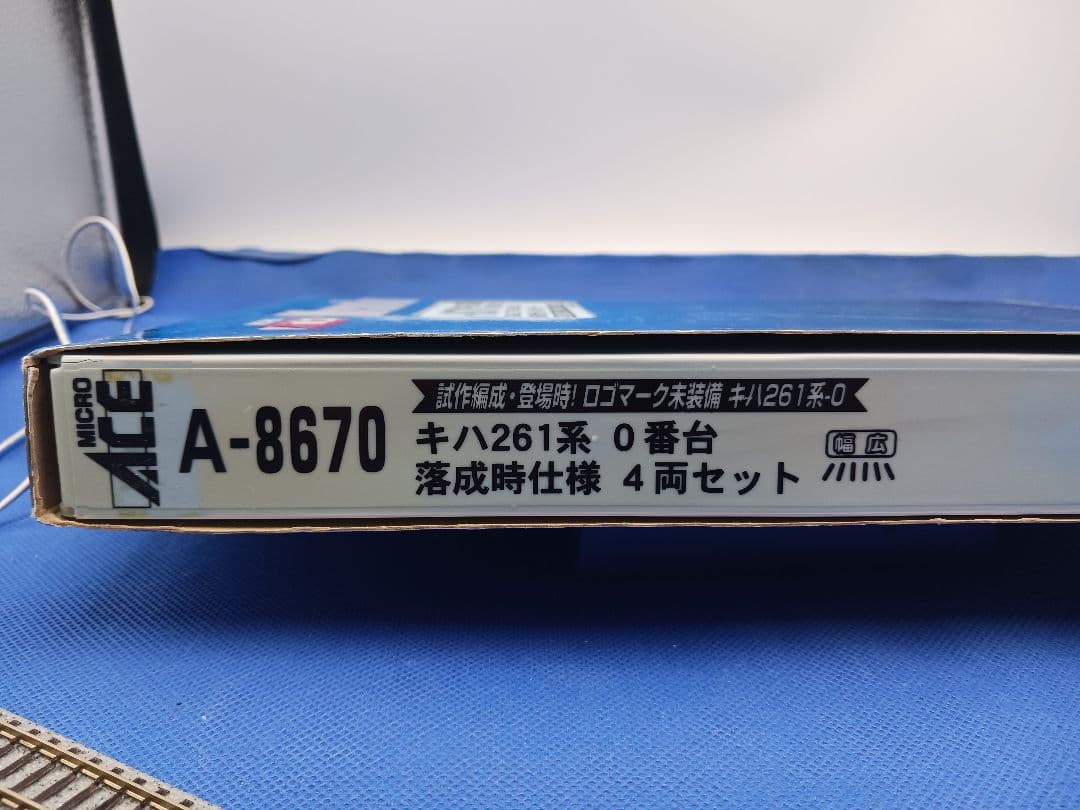 MICRO
ACE
A-8670
試作編成・登場時! ロゴマーク未装備 キハ261系-0
キハ261系 0番台
落成時仕様 4両セット
幅広